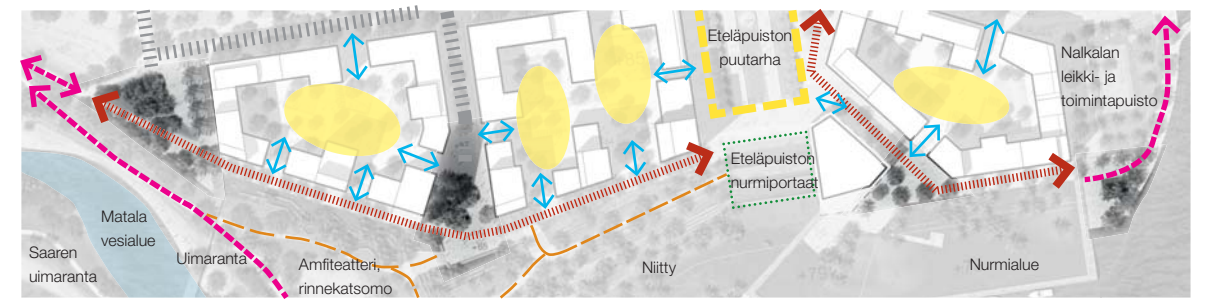 Eteläpuiston
puutarha
Nalkalan
leikki- ja
toimintapuisto
Eteläpuiston
nurmiportaat
Matala
vesialue
Saaren
uimaranta
Uimaranta
Amfiteatteri,
rinnekatsomo
Niitty
Nurmialue